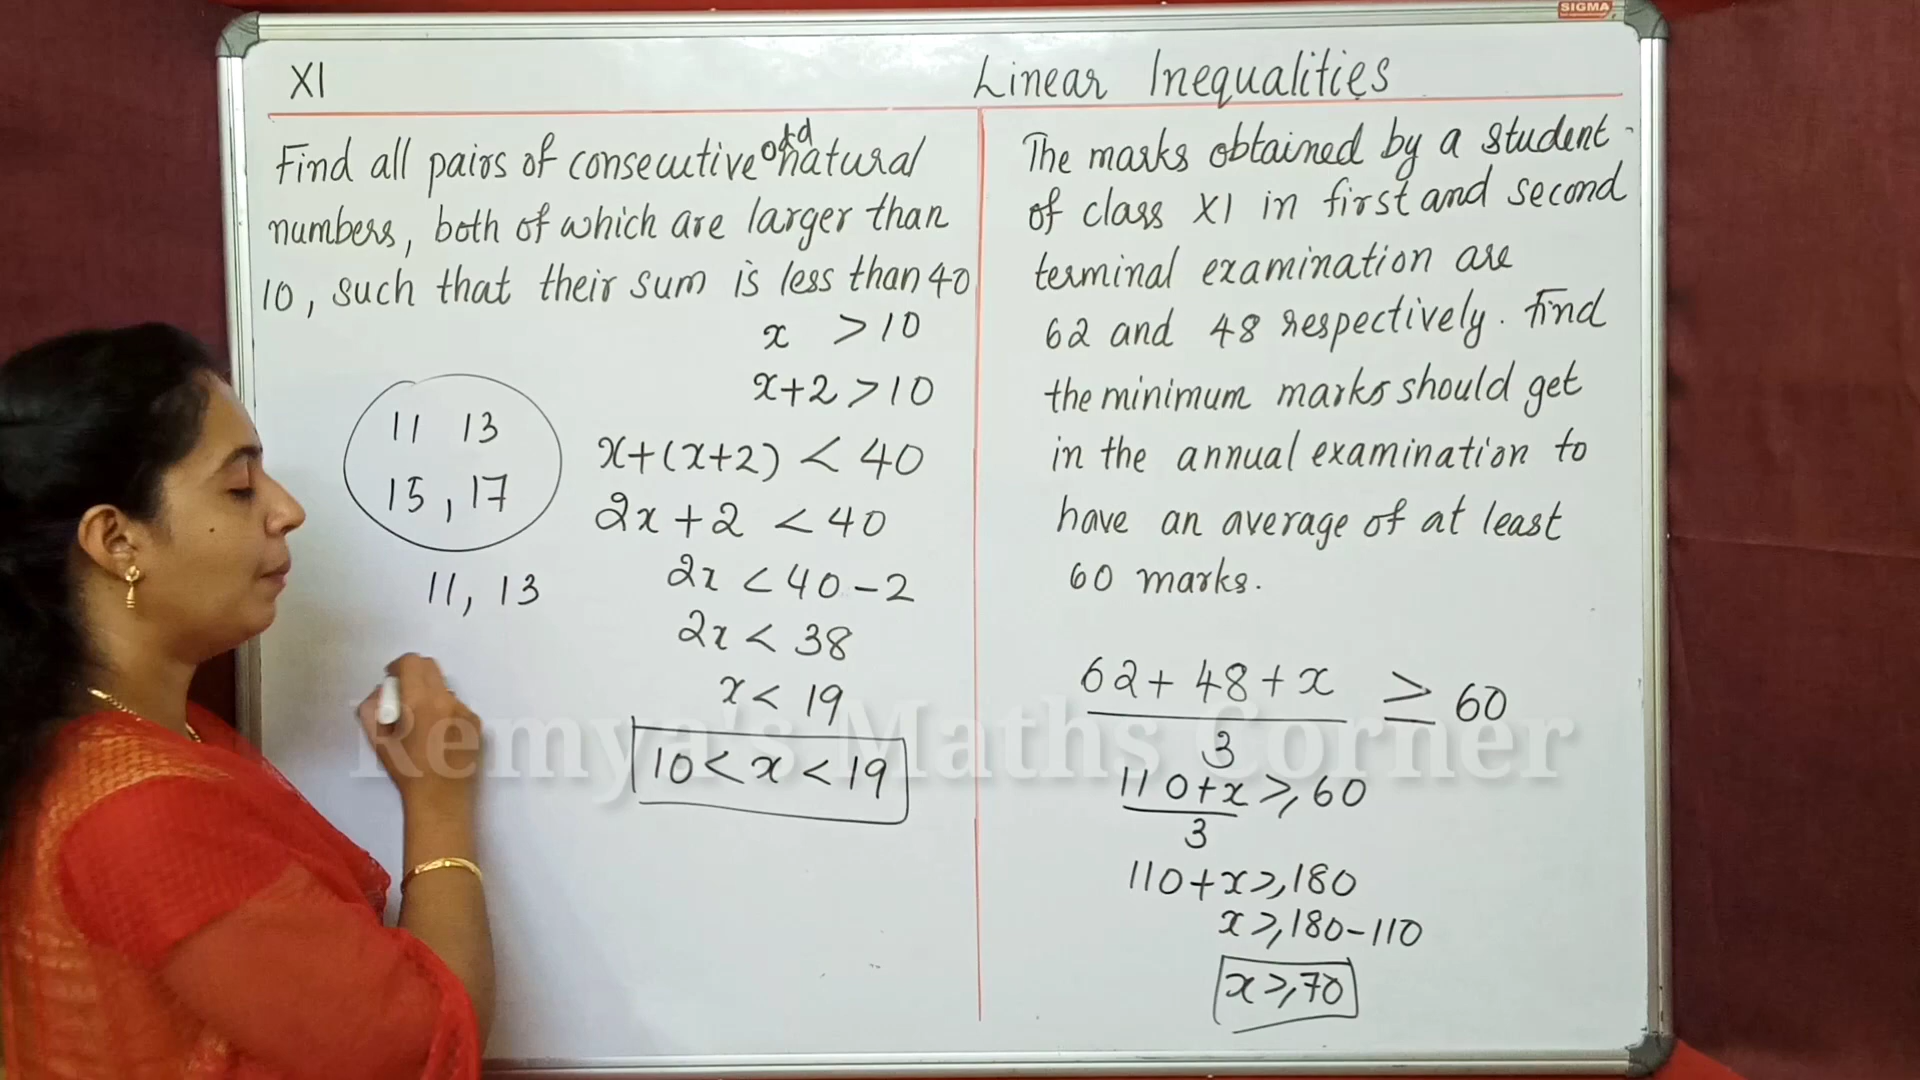 SIGMA
XI
Linear Inequalities
Find all pairs of consecutive odd natural
numbers, both of which are larger than
10, such that their sum is less than 40
x > 10
x+2 > 10
11 13
15, 17
11, 13
x+(x+2) < 40
2x + 2 < 40
2x < 40 - 2
2x < 38
x < 19
10 < x < 19
The marks obtained by a student
of class XI in first and second
terminal examination are
62 and 48 respectively. Find
the minimum marks should get
in the annual examination to
have an average of at least
60 marks.
62 + 48 + x ≥ 60
3
110+x ≥ 60
3
110+x ≥ 180
x ≥ 180-110
x ≥ 70
Remya's Maths Corner